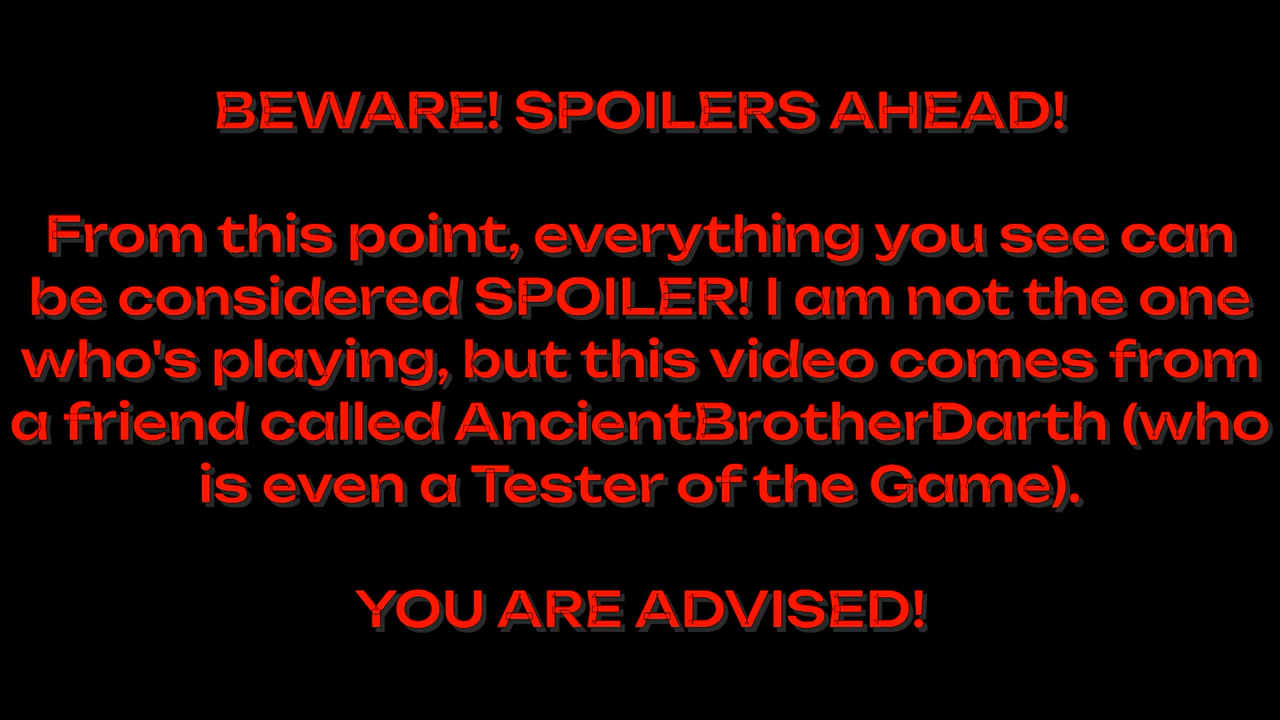 BEWARE! SPOILERS AHEAD!
From this point, everything you see can
be considered SPOILER! I am not the one
who's playing, but this video comes from
a friend called AncientBrotherDarth (who
is even a Tester of the Game).
YOU ARE ADVISED!